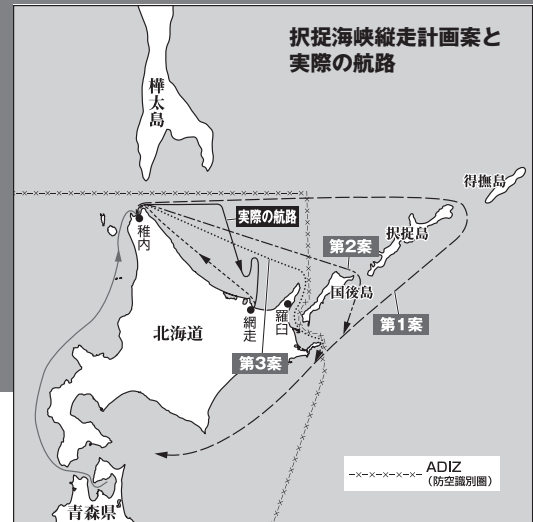 択捉海峡縦走計画案と
実際の航路
樺太島
得撫島
択捉島
実際の航路
稚内
第2案
国後島
第1案
北海道
網走
羅臼
第3案
ADIZ
(防空識別圏)
青森県